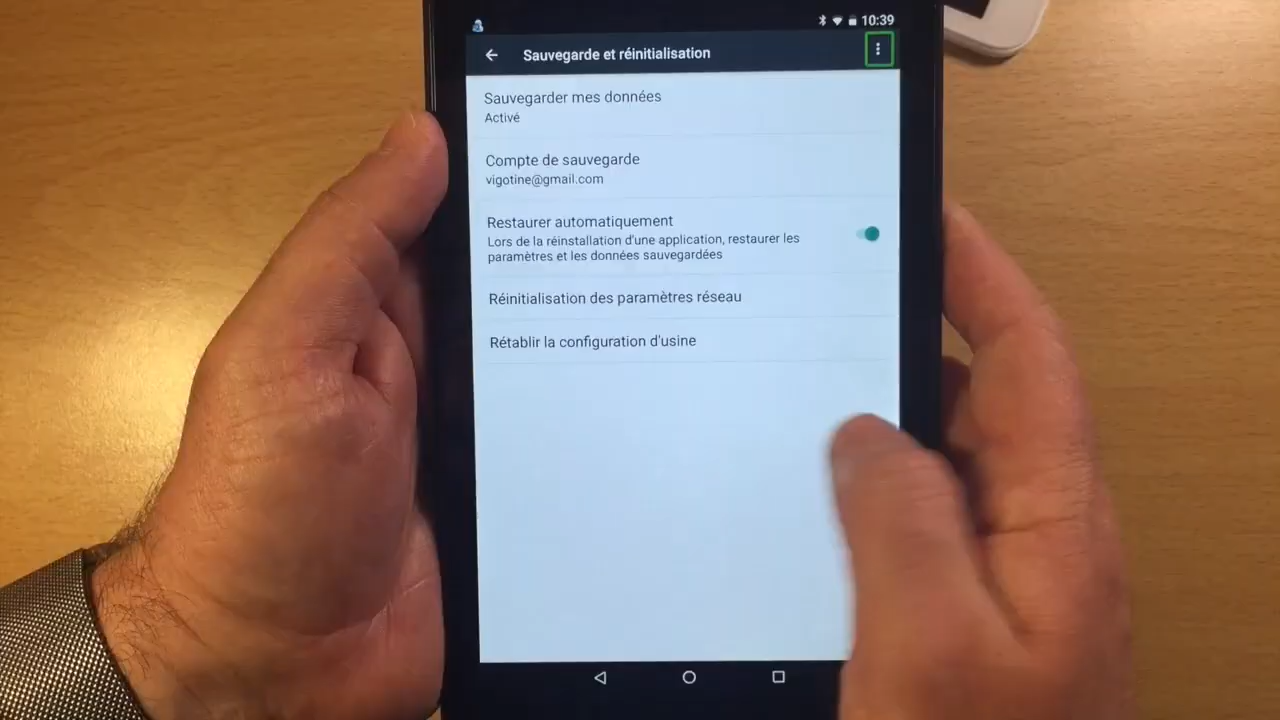 10:39
Sauvegarde et réinitialisation
Sauvegarder mes données
Activé
Compte de sauvegarde
vigotine@gmail.com
Restaurer automatiquement
Lors de la réinstallation d'une application, restaurer les
paramètres et les données sauvegardées
Réinitialisation des paramètres réseau
Rétablir la configuration d'usine